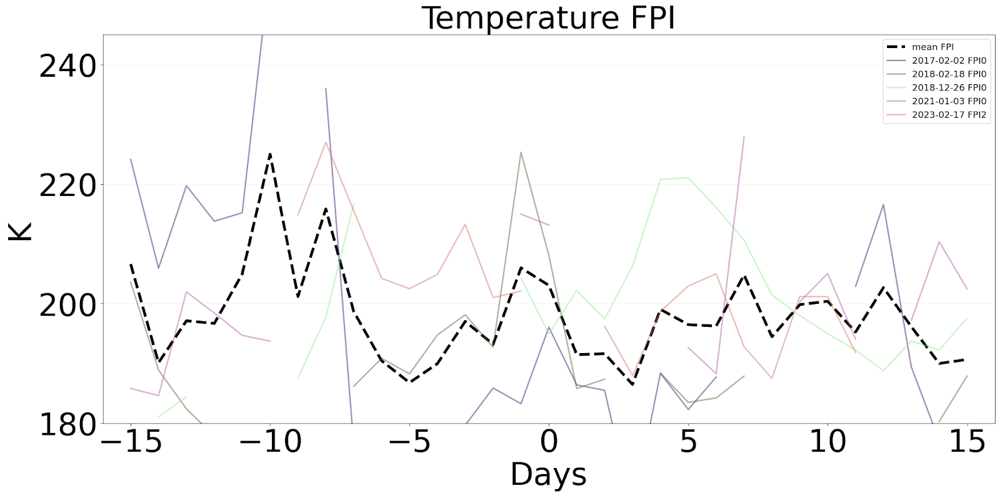 Temperature FPI
mean FPI
2017-02-02 FPI0
2018-02-18 FPI0
2018-12-26 FPI0
2021-01-03 FPI0
2023-02-17 FPI2
240
220
200
180
K
−15 −10 −5 0 5 10 15
Days